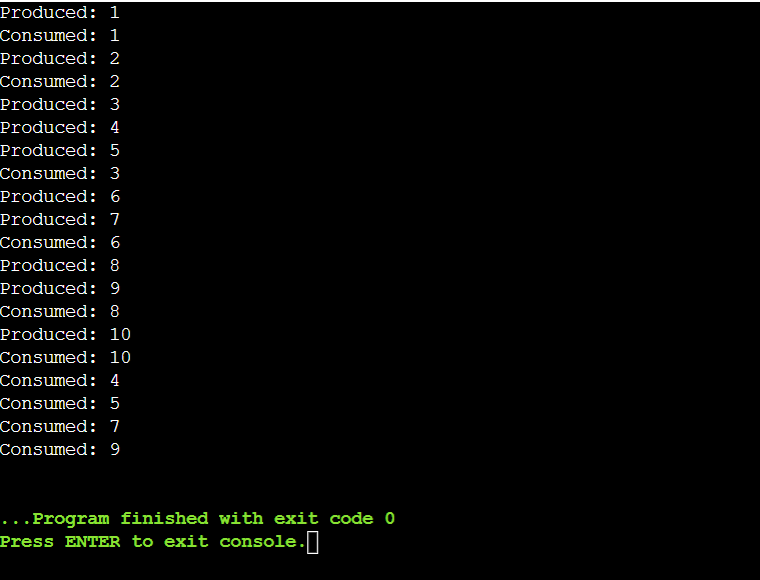 Produced: 1
Consumed: 1
Produced: 2
Consumed: 2
Produced: 3
Produced: 4
Produced: 5
Consumed: 3
Produced: 6
Produced: 7
Consumed: 6
Produced: 8
Produced: 9
Consumed: 8
Produced: 10
Consumed: 10
Consumed: 4
Consumed: 5
Consumed: 7
Consumed: 9
...Program finished with exit code 0
Press ENTER to exit console.